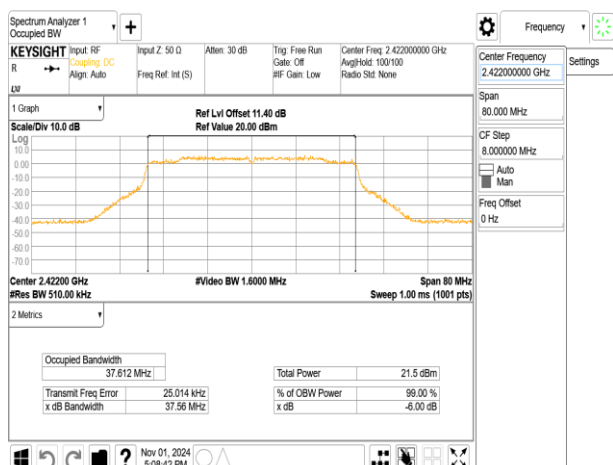 Spectrum Analyzer 1
Occupied BW
Frequency
KEYSIGHT
R
LXI
Input: RF
Coupling: DC
Align: Auto
Input Z: 50 Ω
Freq Ref: Int (S)
Atten: 30 dB
Trig: Free Run
Gate: Off
#IF Gain: Low
Center Freq: 2.422000000 GHz
Avg|Hold: 100/100
Radio Std: None
Center Frequency
2.422000000 GHz
Settings
Span
80.000 MHz
CF Step
8.000000 MHz
Auto
Man
Freq Offset
0 Hz
1 Graph
Scale/Div 10.0 dB
Ref Lvl Offset 11.40 dB
Ref Value 20.00 dBm
Log
10.0
0.00
-10.0
-20.0
-30.0
-40.0
-50.0
-60.0
-70.0
Center 2.42200 GHz
#Res BW 510.00 kHz
#Video BW 1.6000 MHz
Span 80 MHz
Sweep 1.00 ms (1001 pts)
2 Metrics
Occupied Bandwidth
37.612 MHz
Transmit Freq Error 25.014 kHz
x dB Bandwidth 37.56 MHz
Total Power 21.5 dBm
% of OBW Power 99.00 %
x dB -6.00 dB
?
Nov 01, 2024
5:08:42 PM